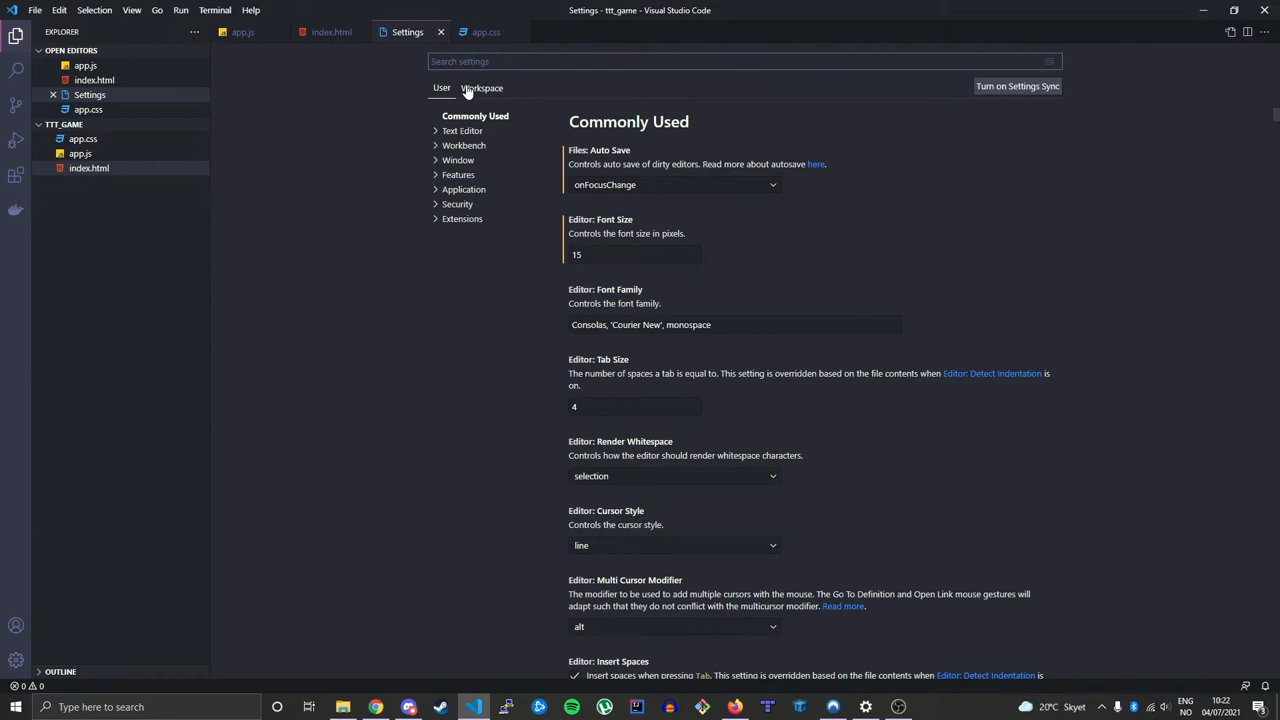 File Edit Selection View Go Run Terminal Help
Settings - ttt_game - Visual Studio Code
EXPLORER
OPEN EDITORS
app.js
index.html
Settings
app.css
TTT_GAME
app.css
app.js
index.html
OUTLINE
app.js
index.html
Settings
app.css
Search settings
User
Workspace
Turn on Settings Sync
Commonly Used
Text Editor
Workbench
Window
Features
Application
Security
Extensions
Commonly Used
Files: Auto Save
Controls auto save of dirty editors. Read more about autosave here.
onFocusChange
Editor: Font Size
Controls the font size in pixels.
15
Editor: Font Family
Controls the font family.
Consolas, 'Courier New', monospace
Editor: Tab Size
The number of spaces a tab is equal to. This setting is overridden based on the file contents when Editor: Detect Indentation is
on.
4
Editor: Render Whitespace
Controls how the editor should render whitespace characters.
selection
Editor: Cursor Style
Controls the cursor style.
line
Editor: Multi Cursor Modifier
The modifier to be used to add multiple cursors with the mouse. The Go To Definition and Open Link mouse gestures will
adapt such that they do not conflict with the multicursor modifier. Read more.
alt
Editor: Insert Spaces
Insert spaces when pressing Tab. This setting is overridden based on the file contents when Editor: Detect Indentation is
0 0
Type here to search
20°C Skyet
ENG
NO
10:22
04/07/2021